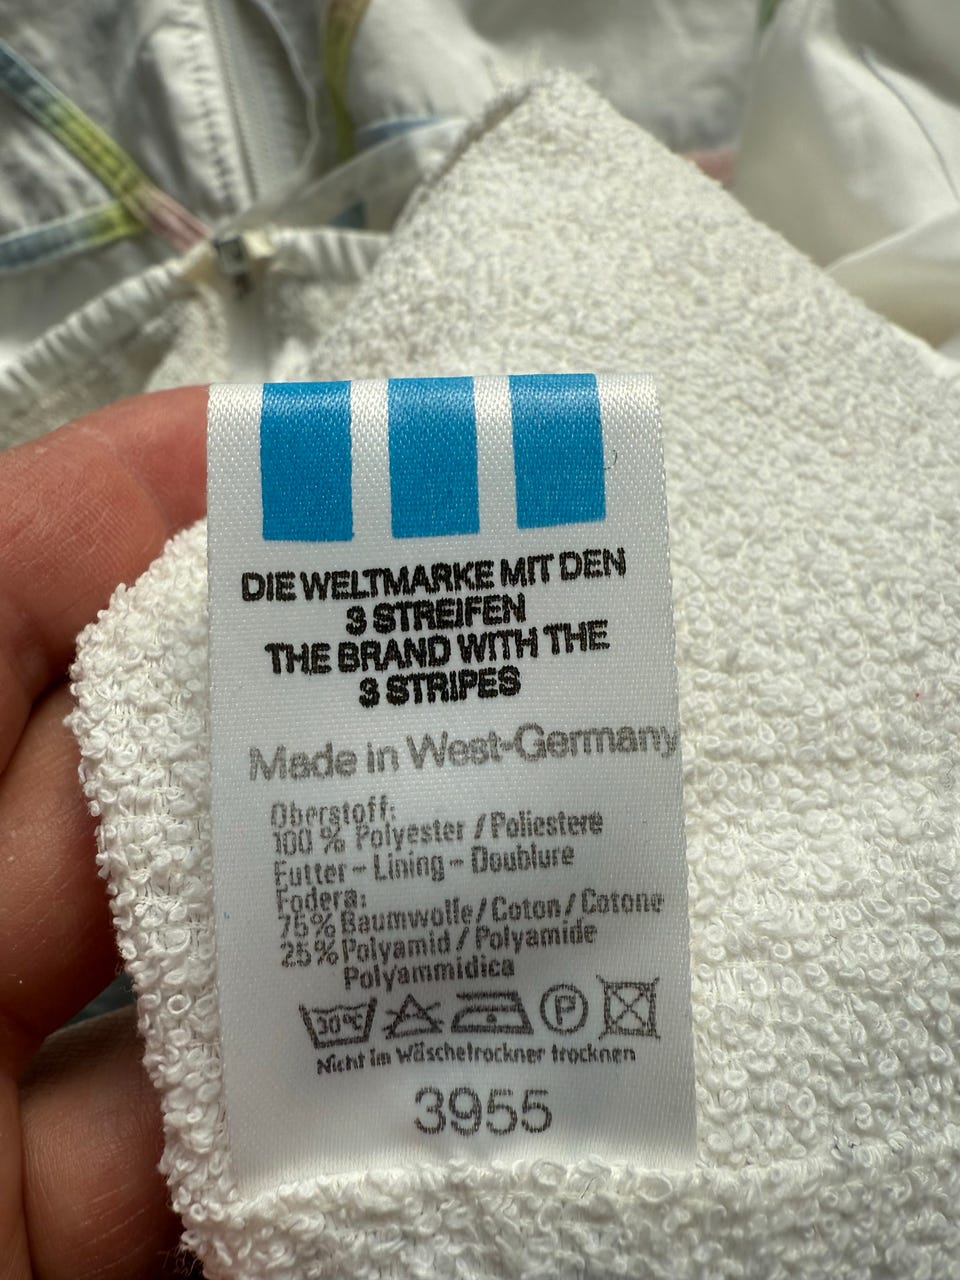 DIE WELTMARKE MIT DEN
3 STREIFEN
THE BRAND WITH THE
3 STRIPES
Made in West-Germany
Oberstoff:
100 % Polyester / Poliestere
Futter - Lining - Doublure
Fodera:
75% Baumwolle / Coton / Cotone
25% Polyamid / Polyamide
Polyammidica
30°C P
Nicht im Wäschetrockner trocknen
3955